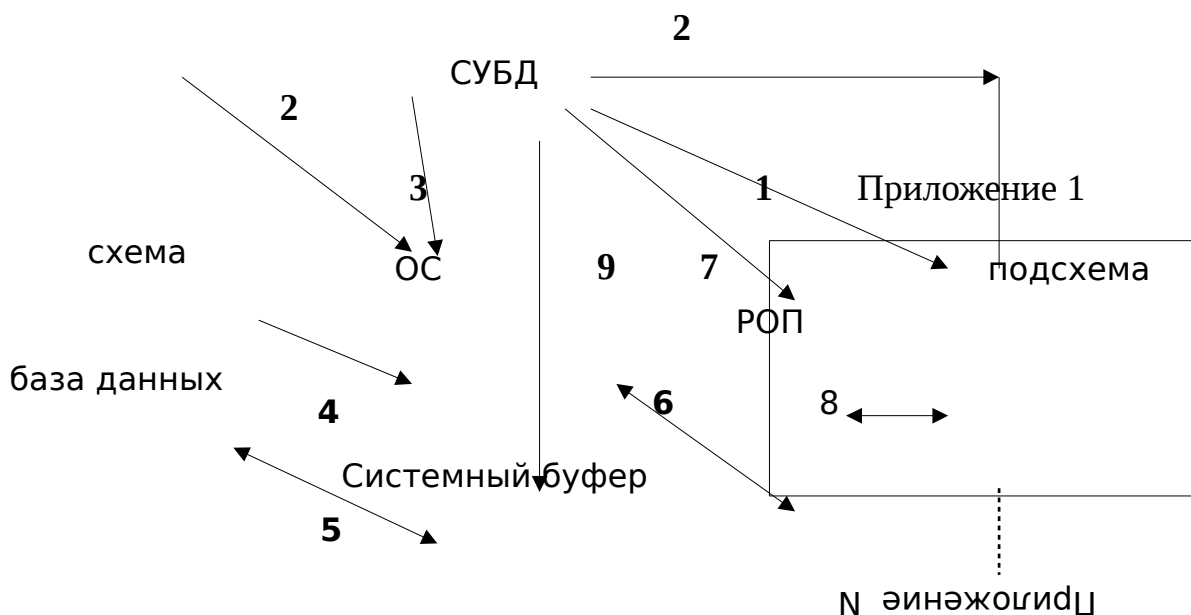 2
СУБД
2
3
1
Приложение 1
схема
ОС
9
7
подсхема
РОП
база данных
4
6
8
Системный буфер
5
Приложение N